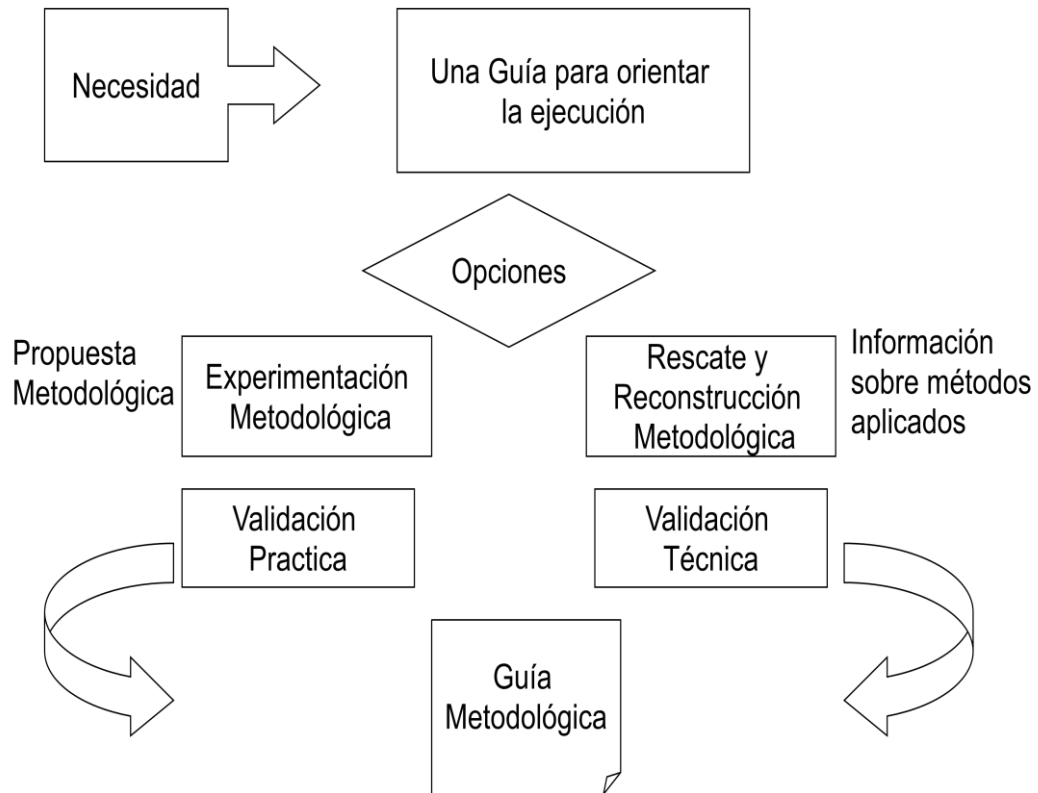 Necesidad
Una Guía para orientar
la ejecución
Opciones
Propuesta
Metodológica
Experimentación
Metodológica
Rescate y
Reconstrucción
Metodológica
Información
sobre métodos
aplicados
Validación
Practica
Validación
Técnica
Guía
Metodológica